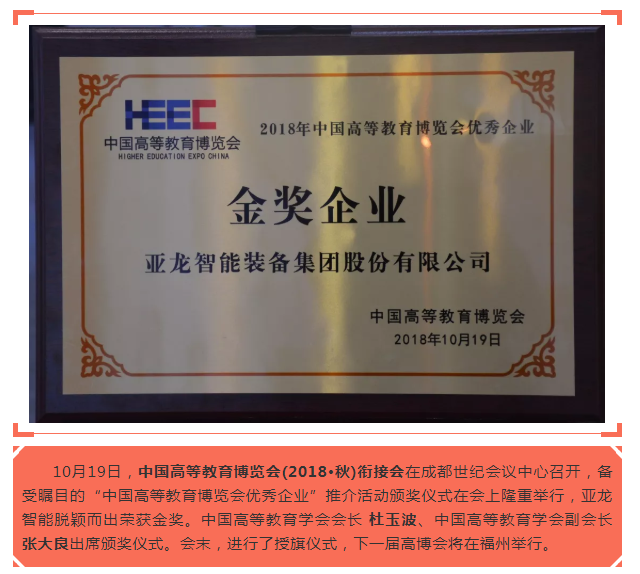 HEEC
中国高等教育博览会
HIGHER EDUCATION EXPO CHINA
2018年中国高等教育博览会优秀企业
金奖企业
亚龙智能装备集团股份有限公司
中国高等教育博览会
2018年10月19日
10月19日，中国高等教育博览会(2018·秋)衔接会在成都世纪会议中心召开，备
受瞩目的“中国高等教育博览会优秀企业”推介活动颁奖仪式在会上隆重举行，亚龙
智能脱颖而出荣获金奖。中国高等教育学会会长 杜玉波、中国高等教育学会副会长
张大良出席颁奖仪式。会末，进行了授旗仪式，下一届高博会将在福州举行。